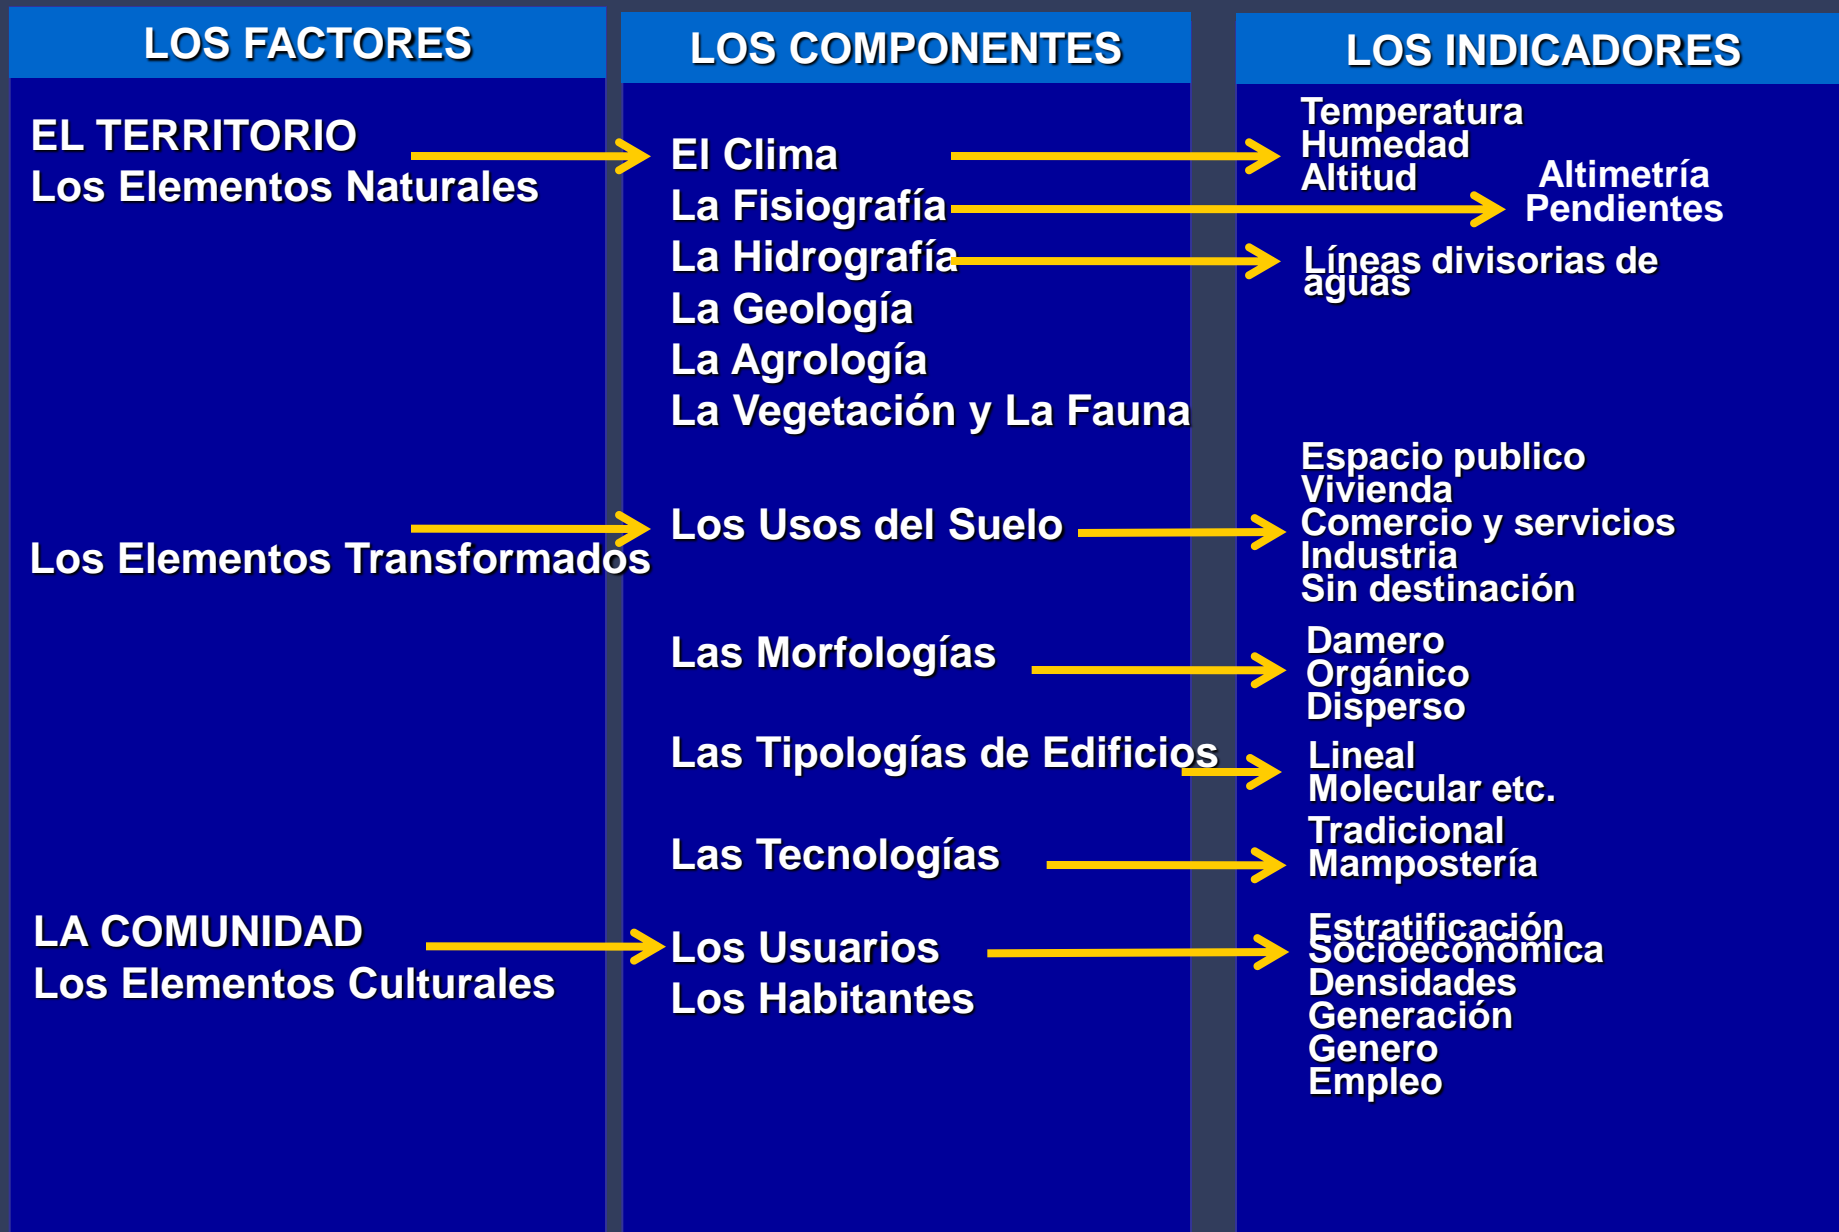 LOS FACTORES
EL TERRITORIO
Los Elementos Naturales
Los Elementos Transformados
LA COMUNIDAD
Los Elementos Culturales
LOS COMPONENTES
El Clima
La Fisiografía
La Hidrografía
La Geología
La Agrología
La Vegetación y La Fauna
Los Usos del Suelo
Las Morfologías
Las Tipologías de Edificios
Las Tecnologías
Los Usuarios
Los Habitantes
LOS INDICADORES
Temperatura
Humedad
Altitud
Altimetría
Pendientes
Líneas divisorias de
aguas
Espacio publico
Vivienda
Comercio y servicios
Industria
Sin destinación
Damero
Orgánico
Disperso
Lineal
Molecular etc.
Tradicional
Mampostería
Estratificación
Socioeconómica
Densidades
Generación
Genero
Empleo